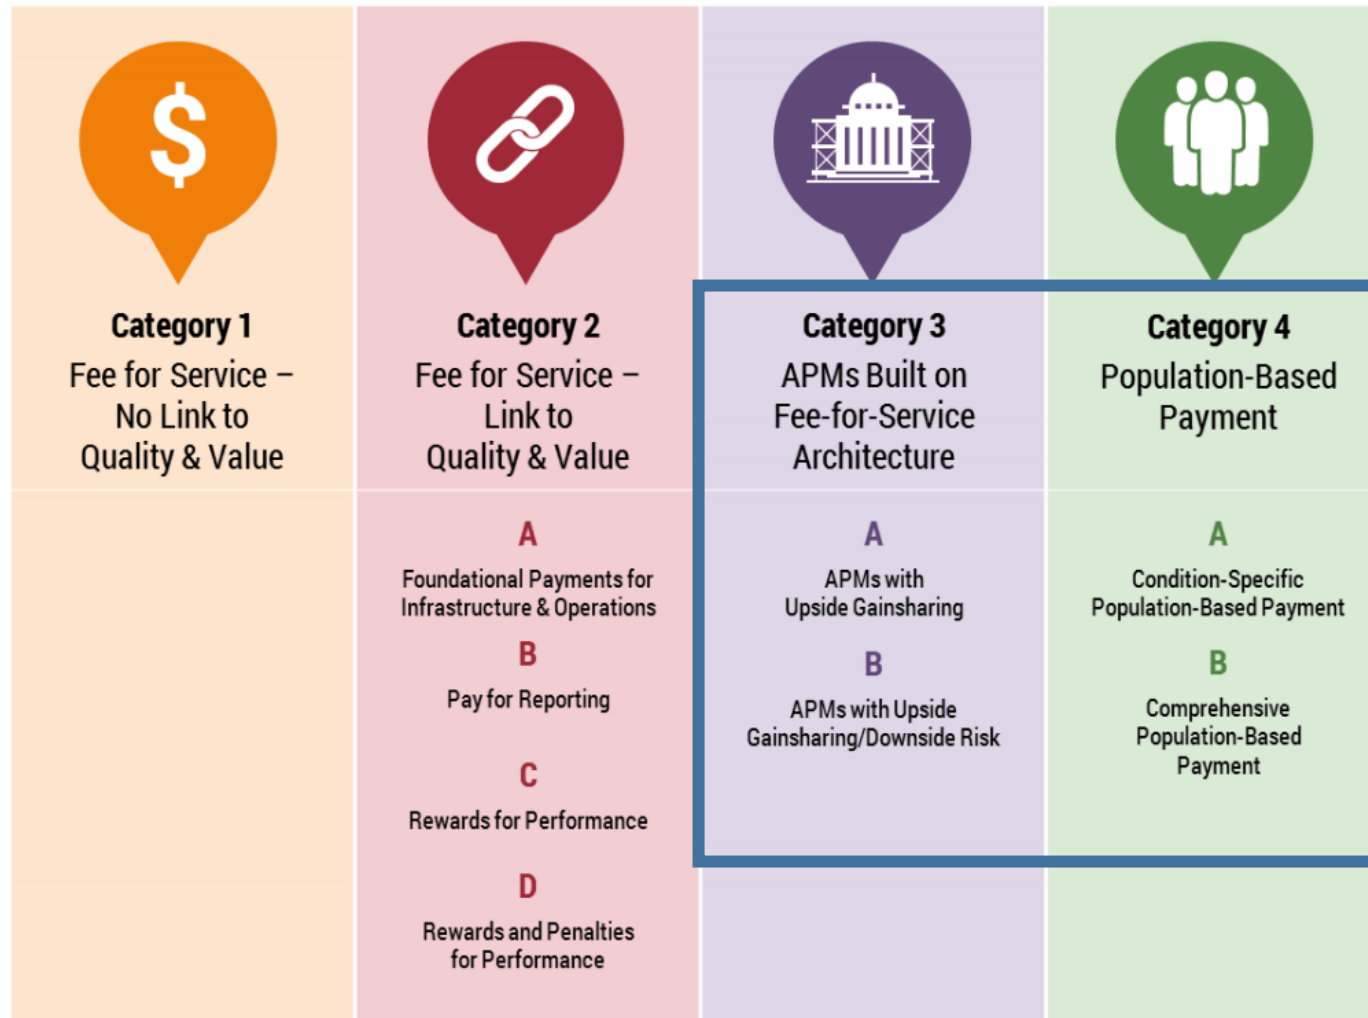 $
Category 1
Fee for Service –
No Link to
Quality & Value
Category 2
Fee for Service –
Link to
Quality & Value
A
Foundational Payments for
Infrastructure & Operations
B
Pay for Reporting
C
Rewards for Performance
D
Rewards and Penalties
for Performance
Category 3
APMs Built on
Fee-for-Service
Architecture
A
APMs with
Upside Gainsharing
B
APMs with Upside
Gainsharing/Downside Risk
Category 4
Population-Based
Payment
A
Condition-Specific
Population-Based Payment
B
Comprehensive
Population-Based
Payment